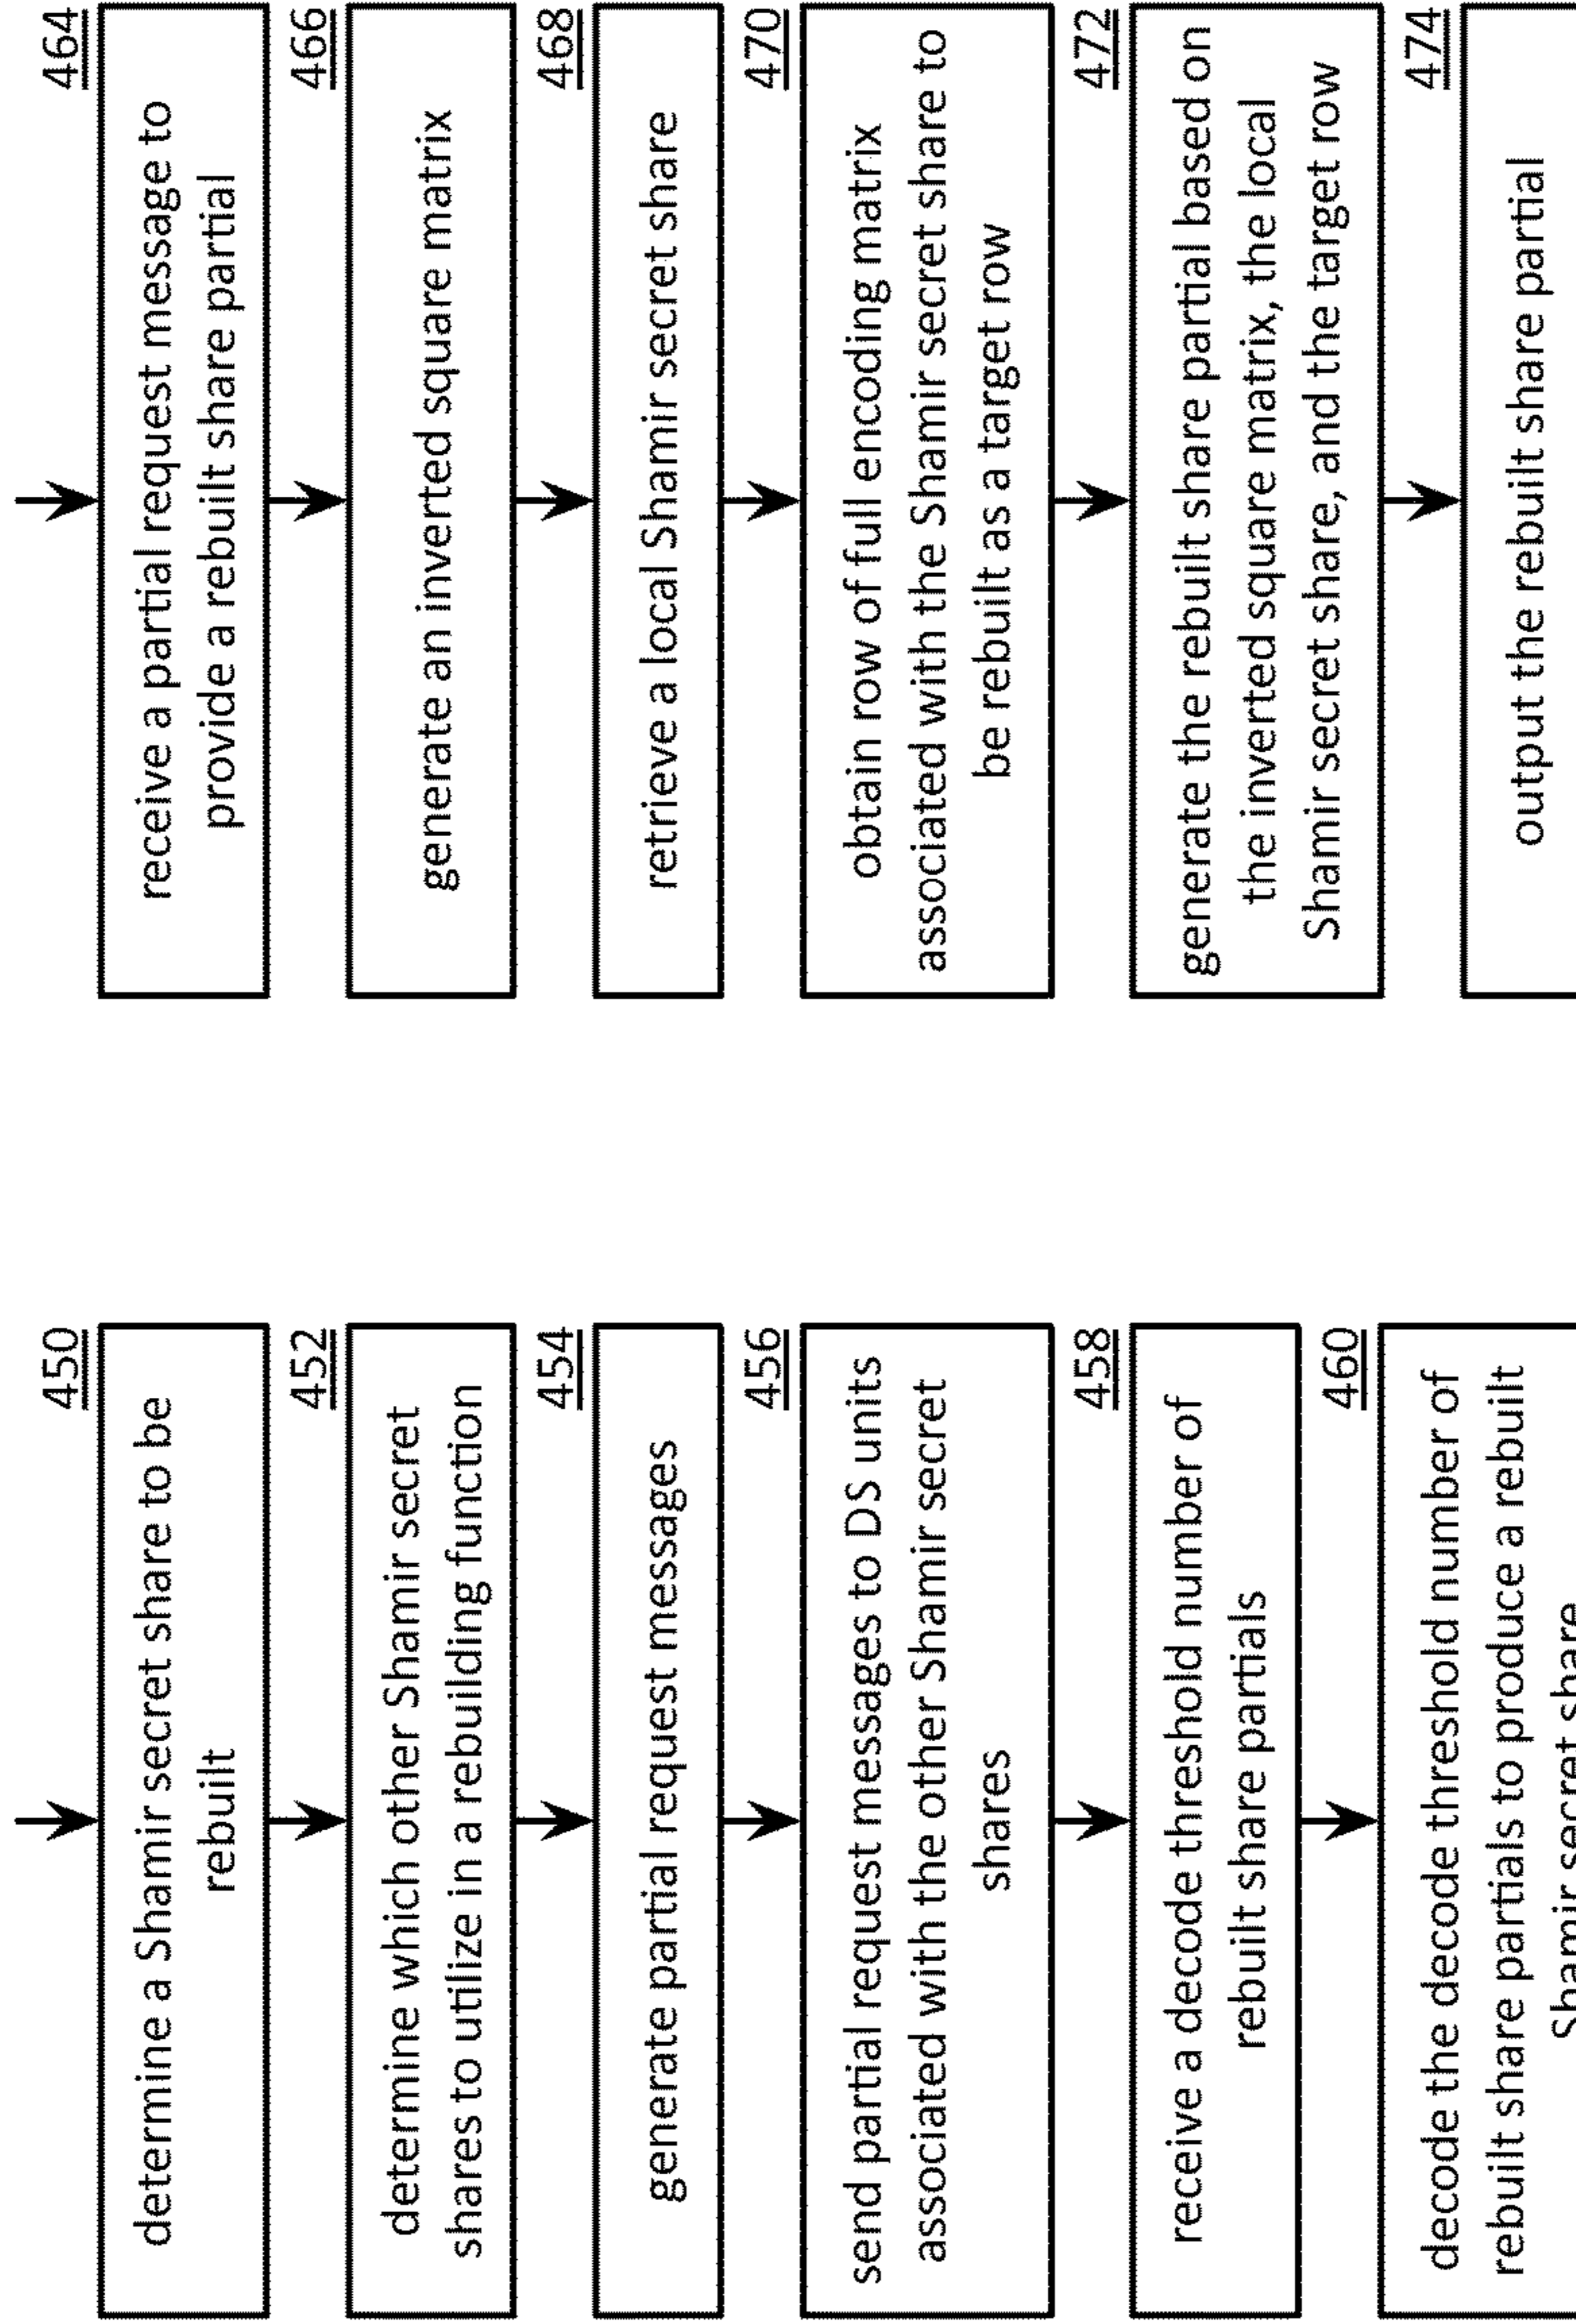 450
determine a Shamir secret share to be
rebuilt
452
determine which other Shamir secret
shares to utilize in a rebuilding function
454
generate partial request messages
456
send partial request messages to DS units
associated with the other Shamir secret
shares
458
receive a decode threshold number of
rebuilt share partials
460
decode the decode threshold number of
rebuilt share partials to produce a rebuilt
Shamir secret share
464
receive a partial request message to
provide a rebuilt share partial
466
generate an inverted square matrix
468
retrieve a local Shamir secret share
470
obtain row of full encoding matrix
associated with the Shamir secret share to
be rebuilt as a target row
472
generate the rebuilt share partial based on
the inverted square matrix, the local
Shamir secret share, and the target row
474
output the rebuilt share partial